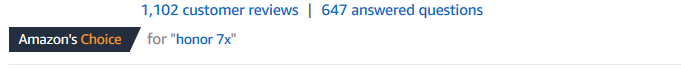 1,102 customer reviews | 647 answered questions
Amazon's Choice for "honor 7x"